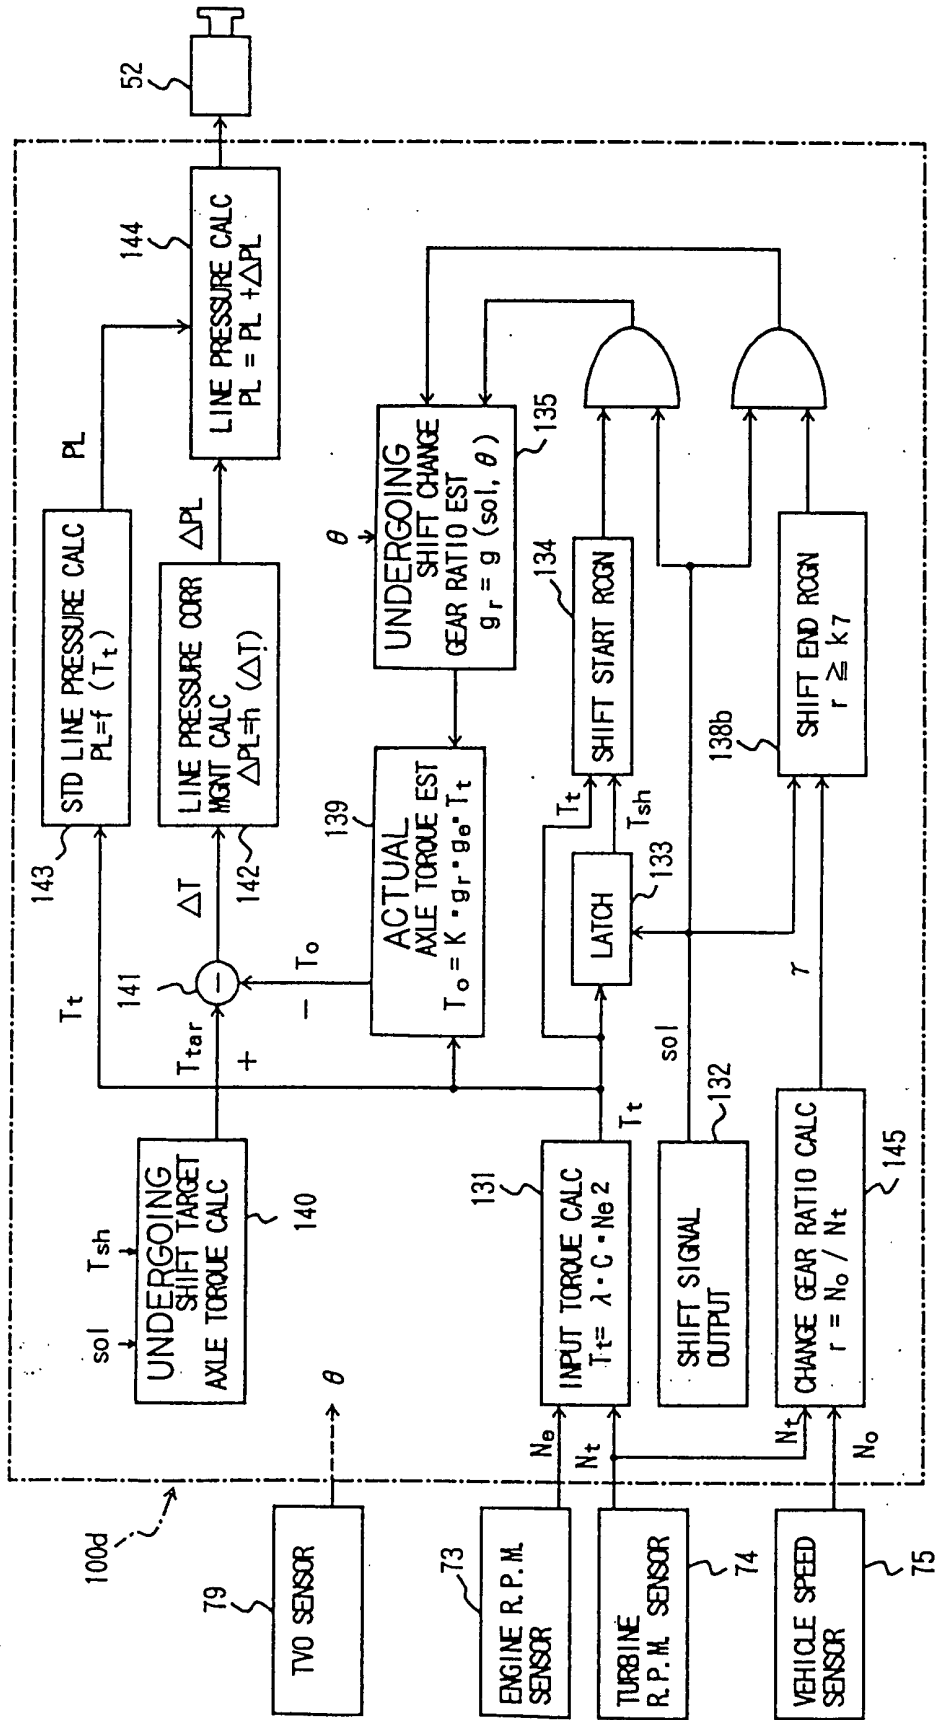 100d
79
TVO SENSOR
θ
73
ENGINE R.P.M.
SENSOR
74
TURBINE
R.P.M. SENSOR
75
VEHICLE SPEED
SENSOR
Ne
Nt
Nt
No
sol
Tsh
UNDERGOING
SHIFT TARGET
AXLE TORQUE CALC
140
131
INPUT TORQUE CALC
Tt = λ · C · Ne2
Tt
132
SHIFT SIGNAL
OUTPUT
sol
145
CHANGE GEAR RATIO CALC
r = No / Nt
r
Tt
Ttar
+
141
−
ΔT
−
To
143
STD LINE PRESSURE CALC
PL=f (Tt)
PL
142
LINE PRESSURE CORR
MGNT CALC
ΔPL=h (ΔT)
ΔPL
139
ACTUAL
AXLE TORQUE EST
To = K · gr · ge · Tt
133
LATCH
Tt
Tsh
134
SHIFT START RCGN
138b
SHIFT END RCGN
r ≧ k7
θ
135
UNDERGOING
SHIFT CHANGE
GEAR RATIO EST
gr = g (sol, θ)
144
LINE PRESSURE CALC
PL = PL +ΔPL
52